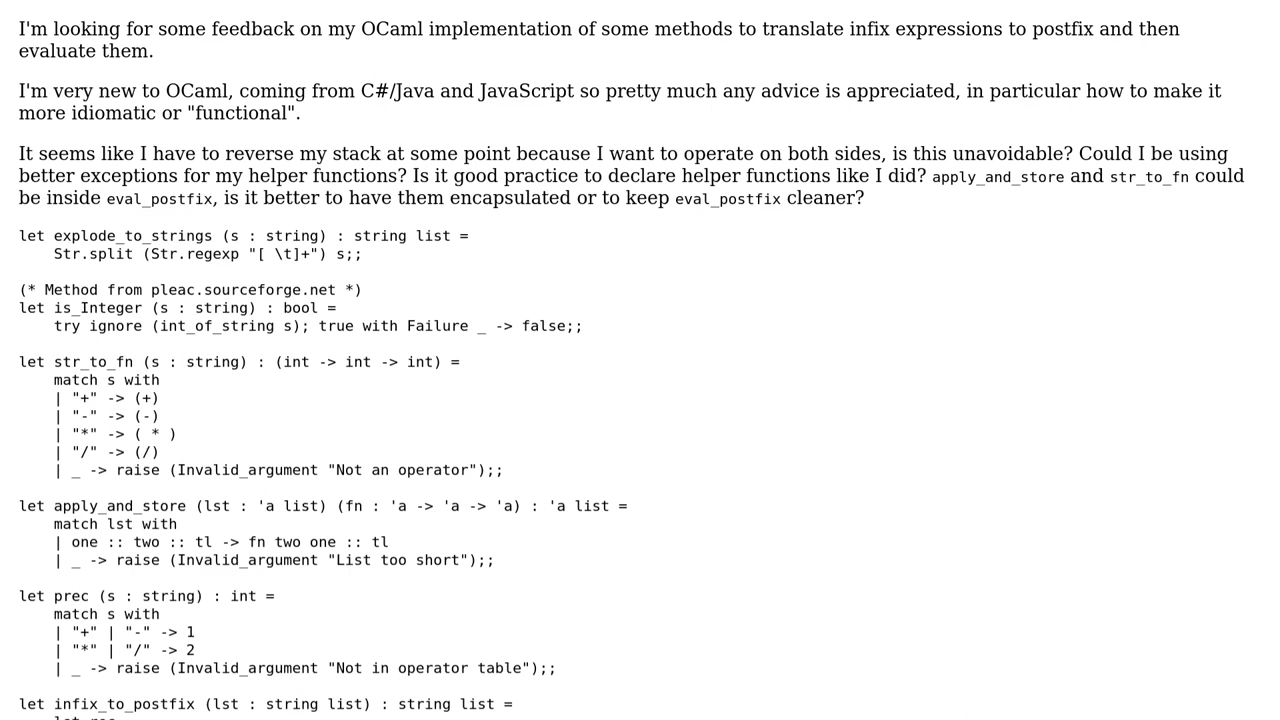 I'm looking for some feedback on my OCaml implementation of some methods to translate infix expressions to postfix and then
evaluate them.
I'm very new to OCaml, coming from C#/Java and JavaScript so pretty much any advice is appreciated, in particular how to make it
more idiomatic or "functional".
It seems like I have to reverse my stack at some point because I want to operate on both sides, is this unavoidable? Could I be using
better exceptions for my helper functions? Is it good practice to declare helper functions like I did? apply_and_store and str_to_fn could
be inside eval_postfix, is it better to have them encapsulated or to keep eval_postfix cleaner?
let explode_to_strings (s : string) : string list =
    Str.split (Str.regexp "[ \t]+") s;;
(* Method from pleac.sourceforge.net *)
let is_Integer (s : string) : bool =
    try ignore (int_of_string s); true with Failure _ -> false;;
let str_to_fn (s : string) : (int -> int -> int) =
    match s with
    | "+" -> (+)
    | "-" -> (-)
    | "*" -> ( * )
    | "/" -> (/)
    | _ -> raise (Invalid_argument "Not an operator");;
let apply_and_store (lst : 'a list) (fn : 'a -> 'a -> 'a) : 'a list =
    match lst with
    | one :: two :: tl -> fn two one :: tl
    | _ -> raise (Invalid_argument "List too short");;
let prec (s : string) : int =
    match s with
    | "+" | "-" -> 1
    | "*" | "/" -> 2
    | _ -> raise (Invalid_argument "Not in operator table");;
let infix_to_postfix (lst : string list) : string list =